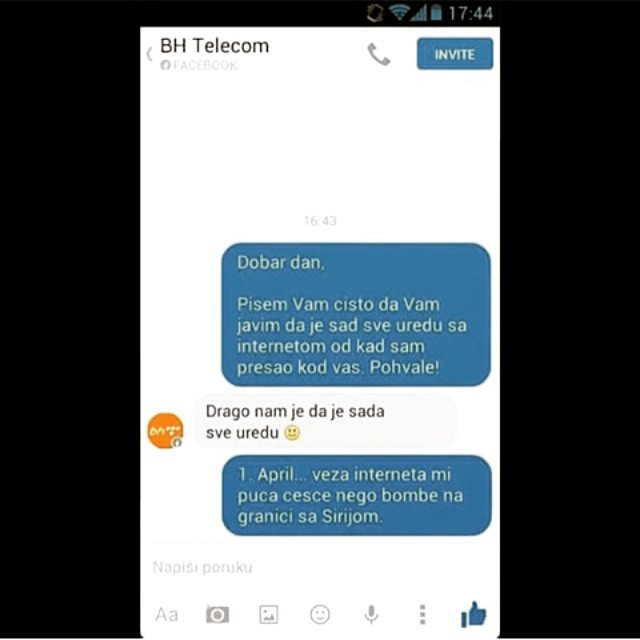 17:44
BH Telecom
FACEBOOK
INVITE
16:43
Dobar dan,
Pisem Vam cisto da Vam
javim da je sad sve uredu sa
internetom od kad sam
presao kod vas. Pohvale!
Drago nam je da je sada
sve uredu
1. April... veza interneta mi
puca cesce nego bombe na
granici sa Sirijom.
Napiši poruku
Aa